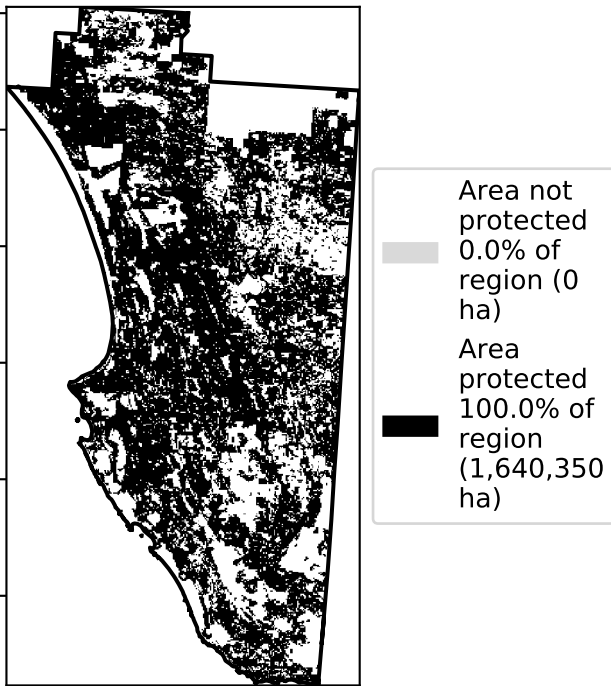 Area not
protected
0.0% of
region (0
ha)
Area
protected
100.0% of
region
(1,640,350
ha)